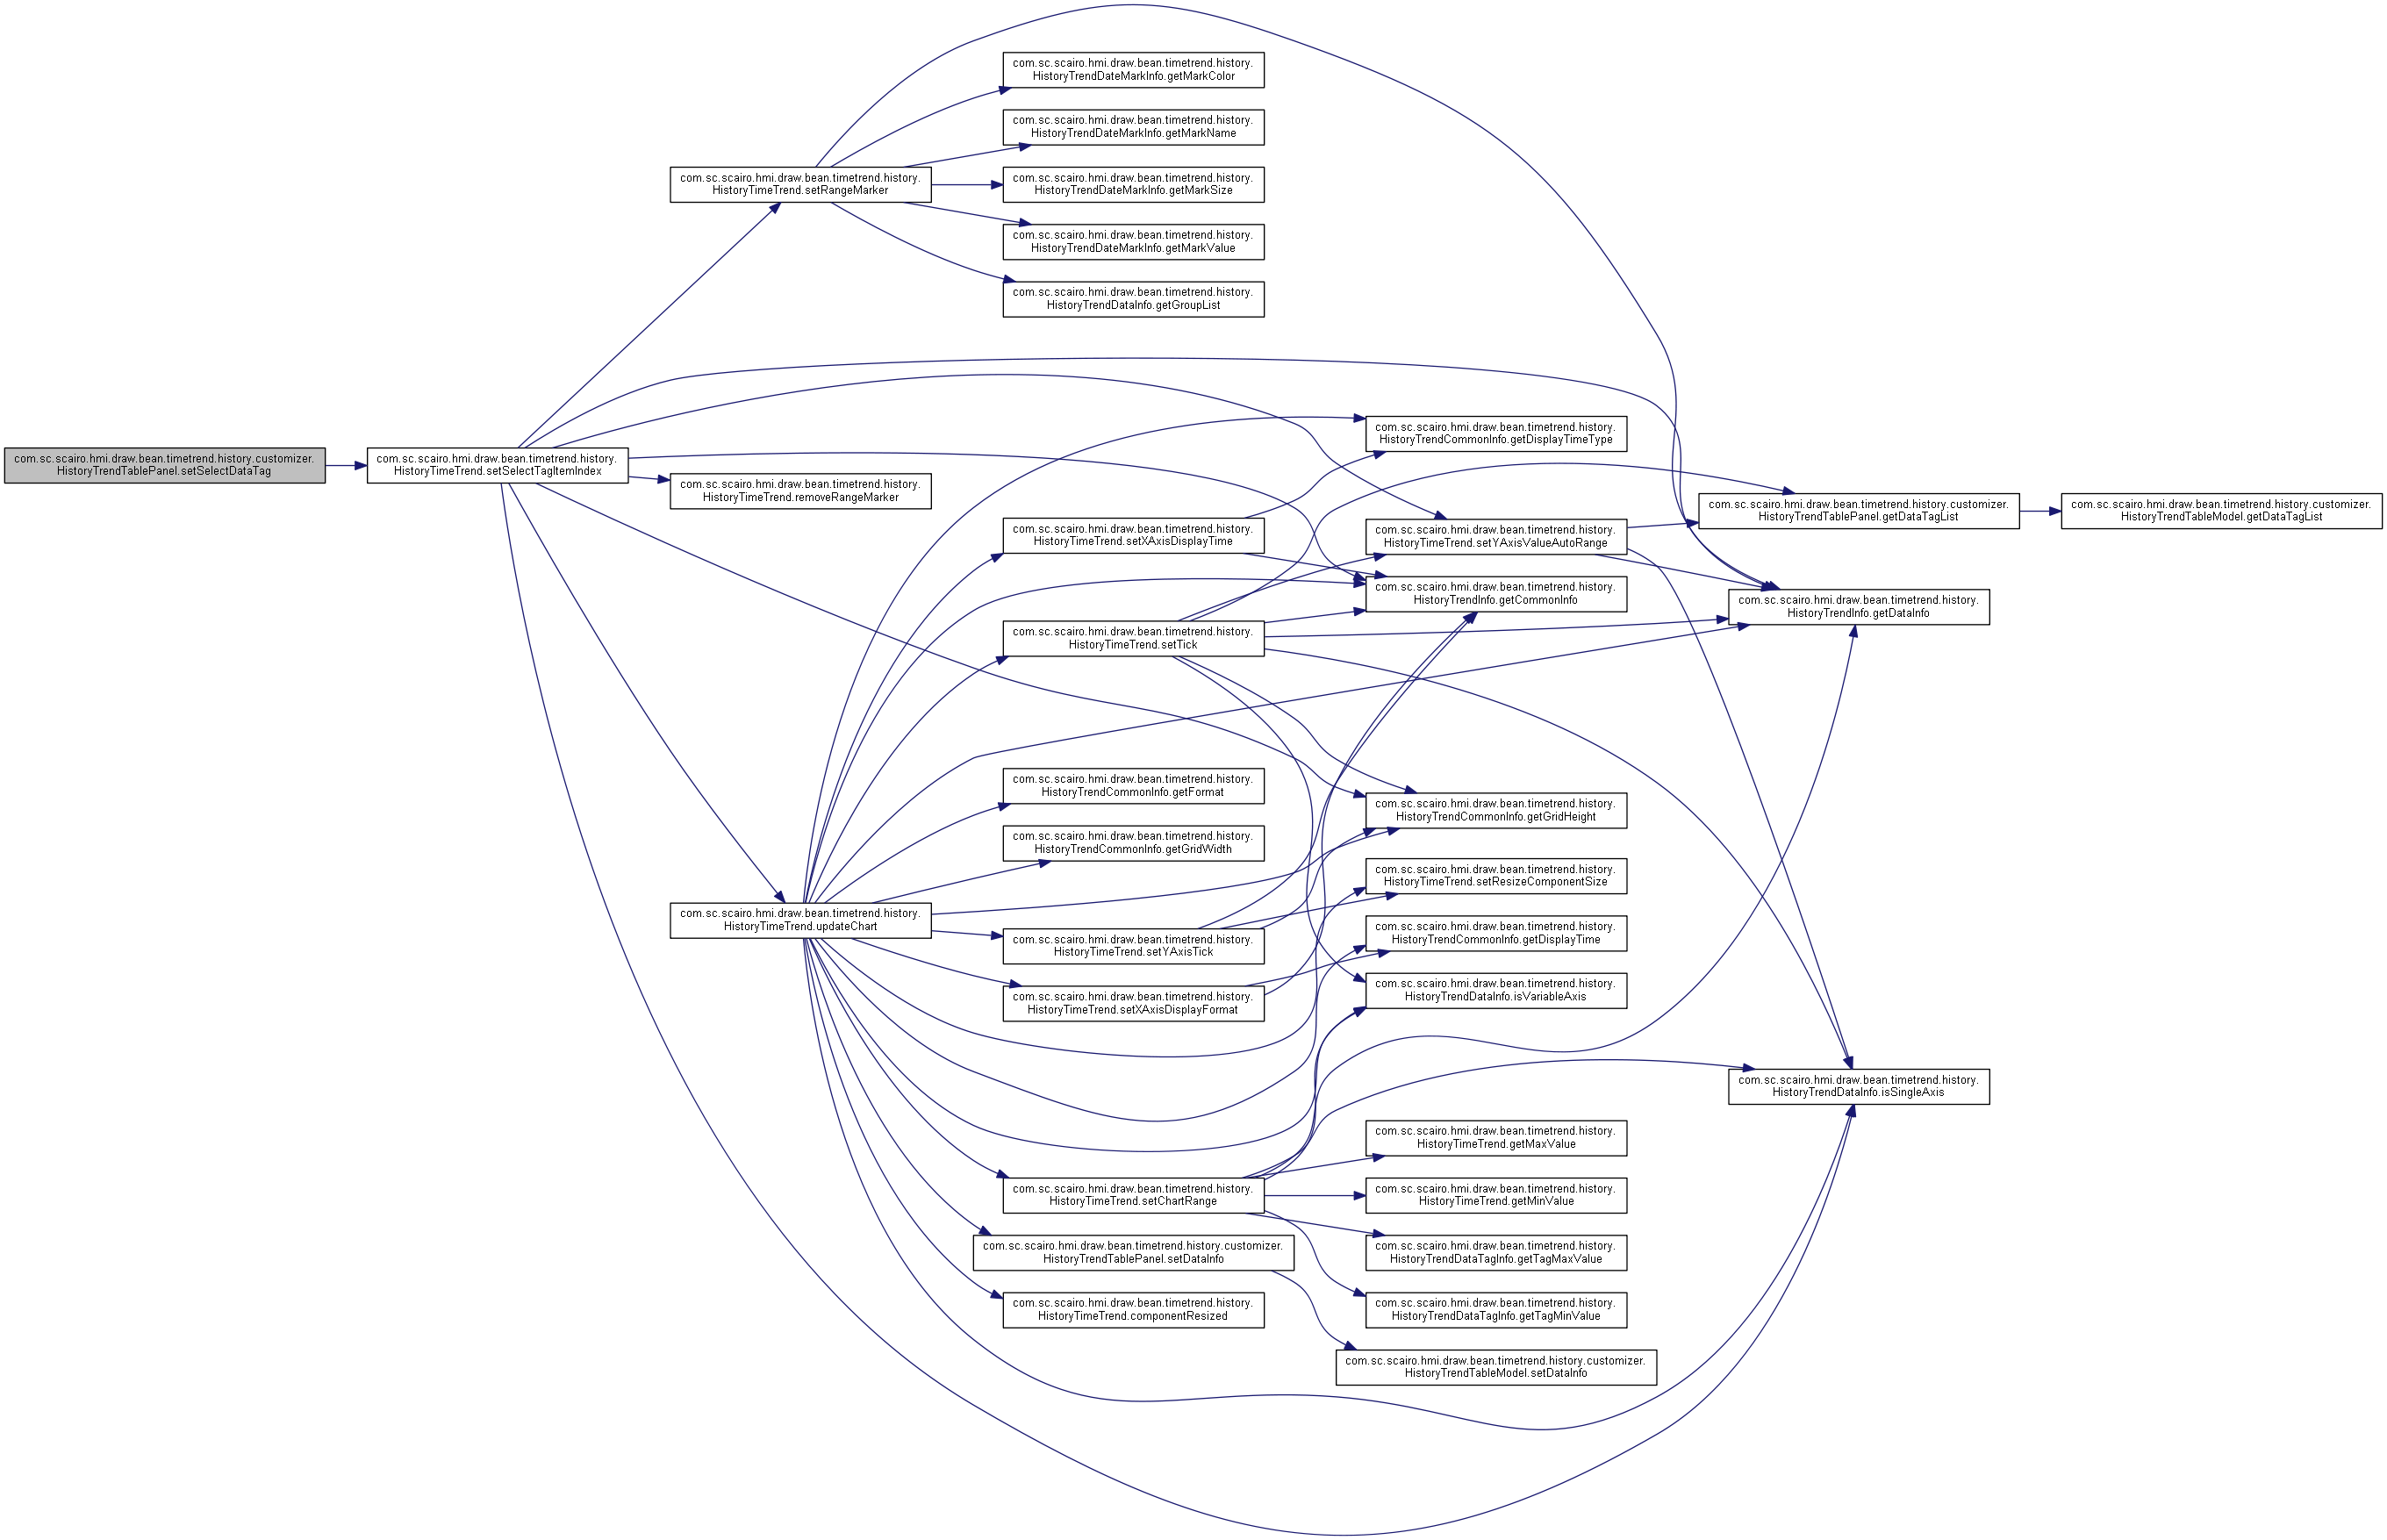 com.sc.scairo.hmi.draw.bean.timetrend.history.customizer.
HistoryTrendTablePanel.setSelectDataTag
com.sc.scairo.hmi.draw.bean.timetrend.history.
HistoryTimeTrend.setSelectTagItemIndex
com.sc.scairo.hmi.draw.bean.timetrend.history.
HistoryTimeTrend.setRangeMarker
com.sc.scairo.hmi.draw.bean.timetrend.history.
HistoryTimeTrend.removeRangeMarker
com.sc.scairo.hmi.draw.bean.timetrend.history.
HistoryTimeTrend.updateChart
com.sc.scairo.hmi.draw.bean.timetrend.history.
HistoryTrendDateMarkInfo.getMarkColor
com.sc.scairo.hmi.draw.bean.timetrend.history.
HistoryTrendDateMarkInfo.getMarkName
com.sc.scairo.hmi.draw.bean.timetrend.history.
HistoryTrendDateMarkInfo.getMarkSize
com.sc.scairo.hmi.draw.bean.timetrend.history.
HistoryTrendDateMarkInfo.getMarkValue
com.sc.scairo.hmi.draw.bean.timetrend.history.
HistoryTrendDataInfo.getGroupList
com.sc.scairo.hmi.draw.bean.timetrend.history.
HistoryTimeTrend.setXAxisDisplayTime
com.sc.scairo.hmi.draw.bean.timetrend.history.
HistoryTimeTrend.setTick
com.sc.scairo.hmi.draw.bean.timetrend.history.
HistoryTrendCommonInfo.getFormat
com.sc.scairo.hmi.draw.bean.timetrend.history.
HistoryTrendCommonInfo.getGridWidth
com.sc.scairo.hmi.draw.bean.timetrend.history.
HistoryTimeTrend.setYAxisTick
com.sc.scairo.hmi.draw.bean.timetrend.history.
HistoryTimeTrend.setXAxisDisplayFormat
com.sc.scairo.hmi.draw.bean.timetrend.history.
HistoryTimeTrend.setChartRange
com.sc.scairo.hmi.draw.bean.timetrend.history.customizer.
HistoryTrendTablePanel.setDataInfo
com.sc.scairo.hmi.draw.bean.timetrend.history.
HistoryTimeTrend.componentResized
com.sc.scairo.hmi.draw.bean.timetrend.history.
HistoryTrendCommonInfo.getDisplayTimeType
com.sc.scairo.hmi.draw.bean.timetrend.history.
HistoryTimeTrend.setYAxisValueAutoRange
com.sc.scairo.hmi.draw.bean.timetrend.history.
HistoryTrendInfo.getCommonInfo
com.sc.scairo.hmi.draw.bean.timetrend.history.
HistoryTrendCommonInfo.getGridHeight
com.sc.scairo.hmi.draw.bean.timetrend.history.
HistoryTimeTrend.setResizeComponentSize
com.sc.scairo.hmi.draw.bean.timetrend.history.
HistoryTrendCommonInfo.getDisplayTime
com.sc.scairo.hmi.draw.bean.timetrend.history.
HistoryTrendDataInfo.isVariableAxis
com.sc.scairo.hmi.draw.bean.timetrend.history.
HistoryTimeTrend.getMaxValue
com.sc.scairo.hmi.draw.bean.timetrend.history.
HistoryTimeTrend.getMinValue
com.sc.scairo.hmi.draw.bean.timetrend.history.
HistoryTrendDataTagInfo.getTagMaxValue
com.sc.scairo.hmi.draw.bean.timetrend.history.
HistoryTrendDataTagInfo.getTagMinValue
com.sc.scairo.hmi.draw.bean.timetrend.history.customizer.
HistoryTrendTableModel.setDataInfo
com.sc.scairo.hmi.draw.bean.timetrend.history.customizer.
HistoryTrendTablePanel.getDataTagList
com.sc.scairo.hmi.draw.bean.timetrend.history.
HistoryTrendInfo.getDataInfo
com.sc.scairo.hmi.draw.bean.timetrend.history.
HistoryTrendDataInfo.isSingleAxis
com.sc.scairo.hmi.draw.bean.timetrend.history.customizer.
HistoryTrendTableModel.getDataTagList